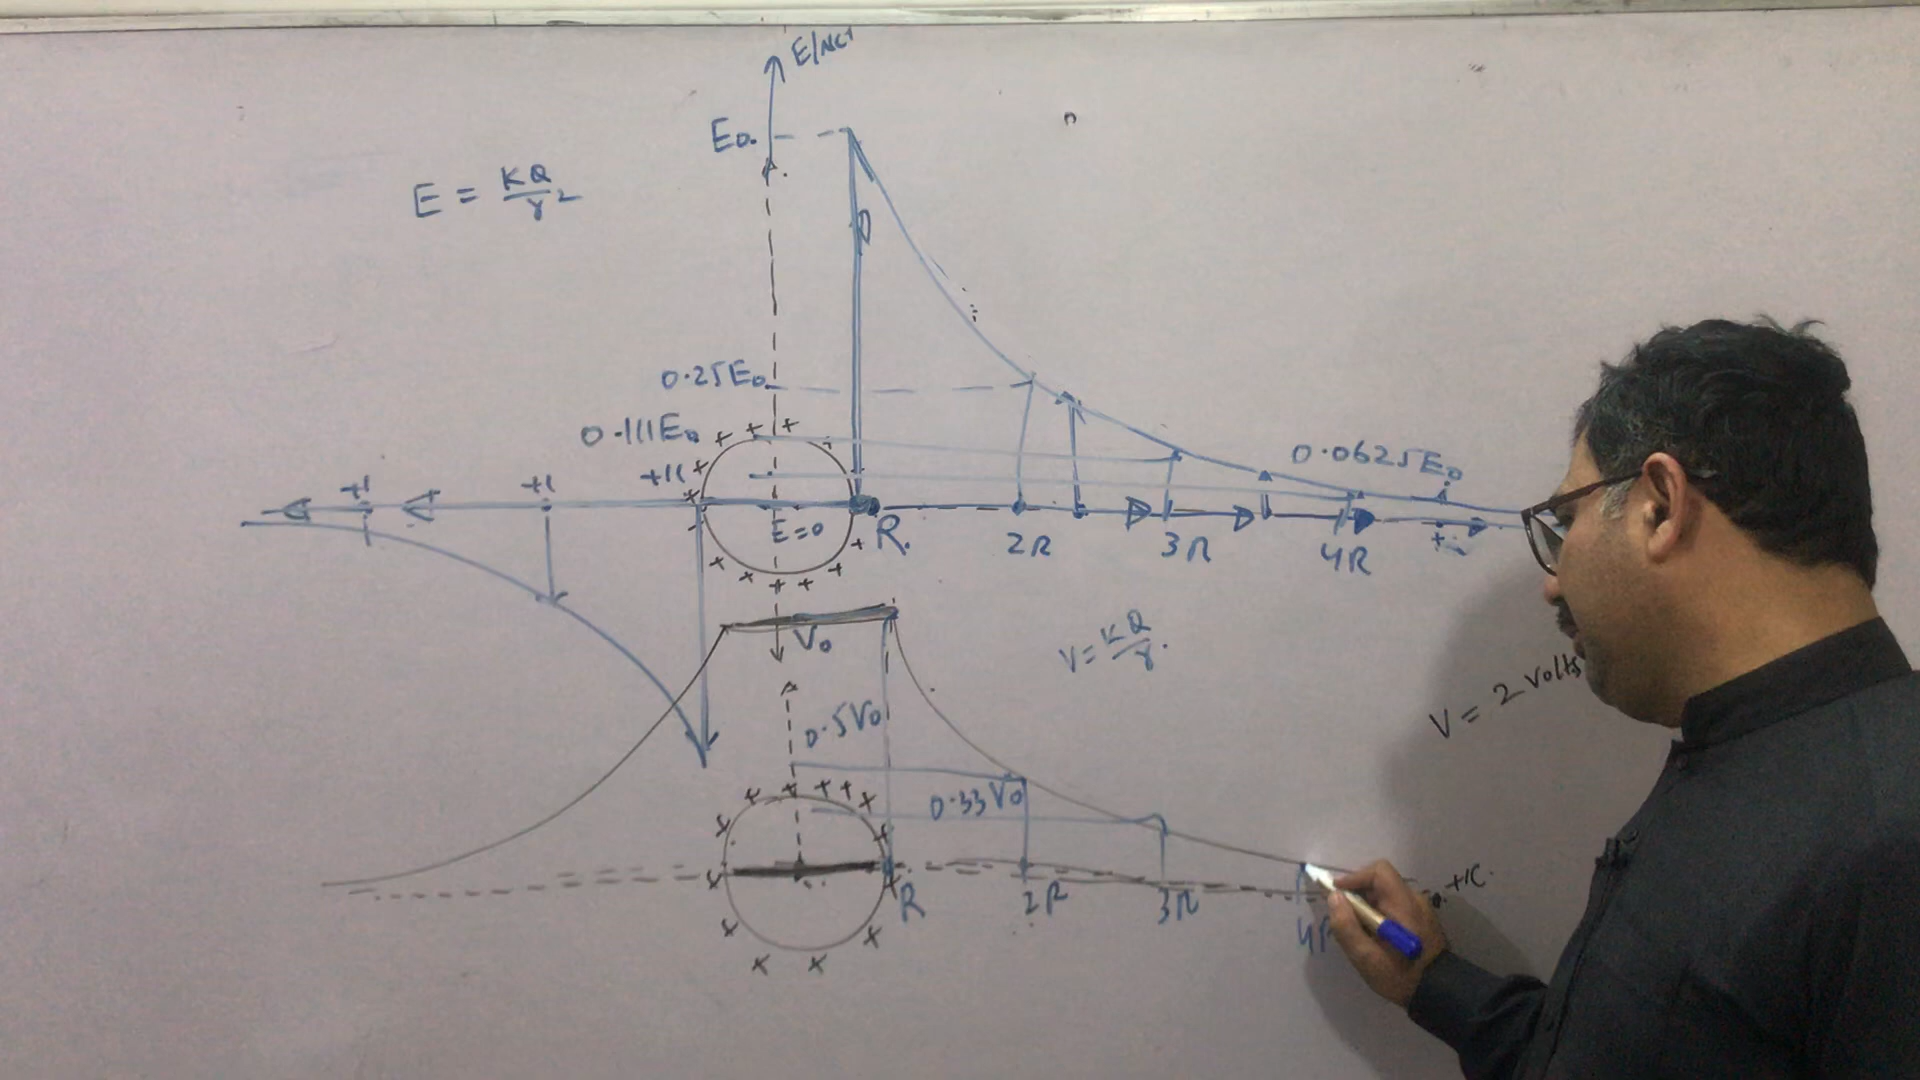 E/NC-1
E0.
E = KQ/r2
0.25E0
0.111E0
+ + +
0.0625E0
+1 +1 +1
E=0
R. 2R 3R 4R
V0
V=KQ/r.
V = 2 volts
0.5V0
0.33V0
+1C.
R 2R 3R 4R